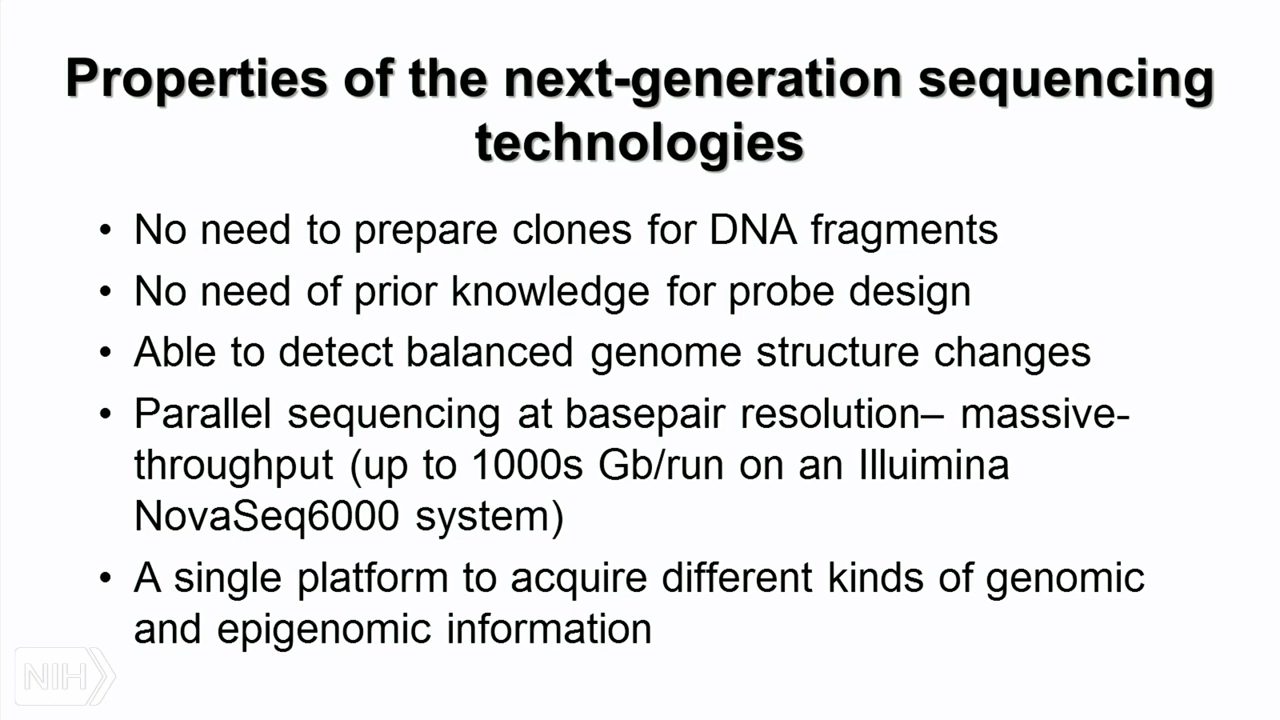 Properties of the next-generation sequencing
technologies
• No need to prepare clones for DNA fragments
• No need of prior knowledge for probe design
• Able to detect balanced genome structure changes
• Parallel sequencing at basepair resolution– massive-
throughput (up to 1000s Gb/run on an Illuimina
NovaSeq6000 system)
• A single platform to acquire different kinds of genomic
and epigenomic information
NIH